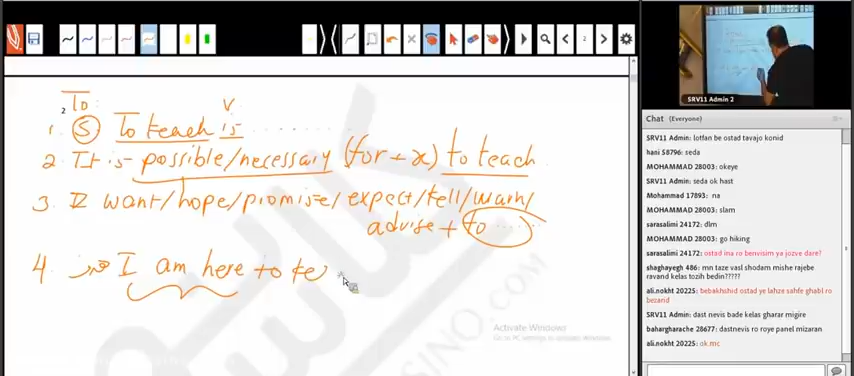 To
2
1. S To teach is ..........
V
2. It is possible/necessary (for + x) to teach
3. I want/hope/promise/expect/tell/warn/
advise + to .....
4. I am here to te
Activate Windows
Go to PC settings to activate Windows.
2
SRV11 Admin 2
Chat (Everyone)
SRV11 Admin: lotfan be ostad tavajo konid
hani S8796: seda
MOHAMMAD 28003: okeye
SRV11 Admin: seda ok hast
Mohammad 17893: na
MOHAMMAD 28003: slam
sarasalimi 24172: dlm
MOHAMMAD 28003: go hiking
sarasalimi 24172: ostad ina ro benvisim ya jozve dare?
shaghayegh 486: mn taze vasl shodam mishe rajebe
ravand kelas tozih bedin?????
ali.nokht 20225: bebakhshid ostad ye lahze safhe ghabl ro
bezand
SRV11 Admin: dast nevis bade kelas gharar migire
bahargharache 28677: dastnevis ro roye panel mizaran
ali.nokht 20225: ok mc